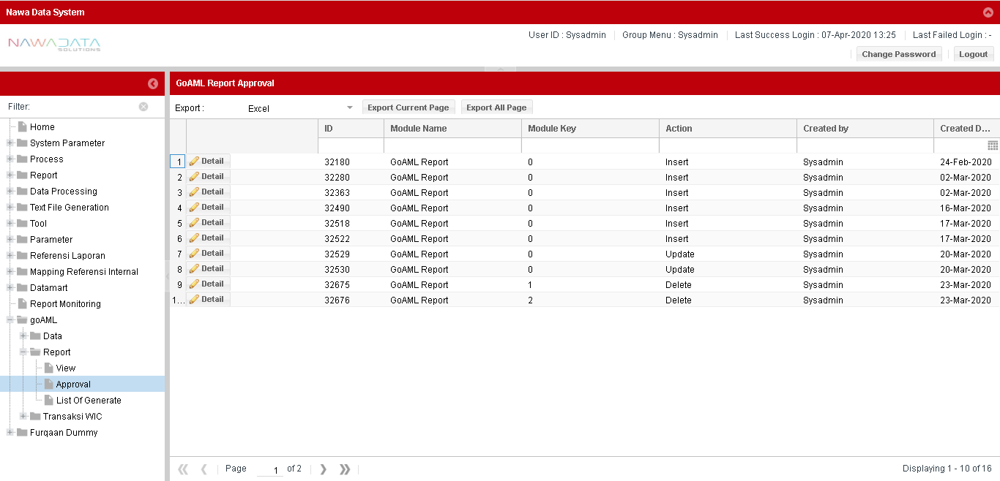 Nawa Data System
NAWADATA
SOLUTIONS
User ID : Sysadmin Group Menu : Sysadmin Last Success Login : 07-Apr-2020 13:25 Last Failed Login : -
Change Password Logout
Filter:
Home
System Parameter
Process
Report
Data Processing
Text File Generation
Tool
Parameter
Referensi Laporan
Mapping Referensi Internal
Datamart
Report Monitoring
goAML
Data
Report
View
Approval
List Of Generate
Transaksi WIC
Furqaan Dummy
GoAML Report Approval
Export : Excel Export Current Page Export All Page
ID Module Name Module Key Action Created by Created D...
1 Detail 32180 GoAML Report 0 Insert Sysadmin 24-Feb-2020
2 Detail 32280 GoAML Report 0 Insert Sysadmin 02-Mar-2020
3 Detail 32363 GoAML Report 0 Insert Sysadmin 02-Mar-2020
4 Detail 32490 GoAML Report 0 Insert Sysadmin 16-Mar-2020
5 Detail 32518 GoAML Report 0 Insert Sysadmin 17-Mar-2020
6 Detail 32522 GoAML Report 0 Insert Sysadmin 17-Mar-2020
7 Detail 32529 GoAML Report 0 Update Sysadmin 20-Mar-2020
8 Detail 32530 GoAML Report 0 Update Sysadmin 20-Mar-2020
9 Detail 32675 GoAML Report 1 Delete Sysadmin 23-Mar-2020
1... Detail 32676 GoAML Report 2 Delete Sysadmin 23-Mar-2020
Page 1 of 2 Displaying 1 - 10 of 16